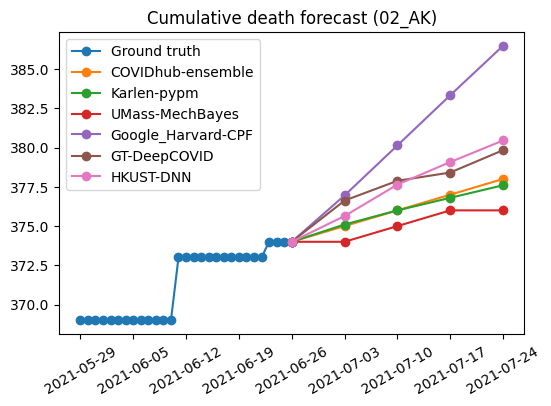 Cumulative death forecast (02_AK)
Ground truth
COVIDhub-ensemble
Karlen-pypm
UMass-MechBayes
Google_Harvard-CPF
GT-DeepCOVID
HKUST-DNN
385.0
382.5
380.0
377.5
375.0
372.5
370.0
2021-05-29
2021-06-05
2021-06-12
2021-06-19
2021-06-26
2021-07-03
2021-07-10
2021-07-17
2021-07-24